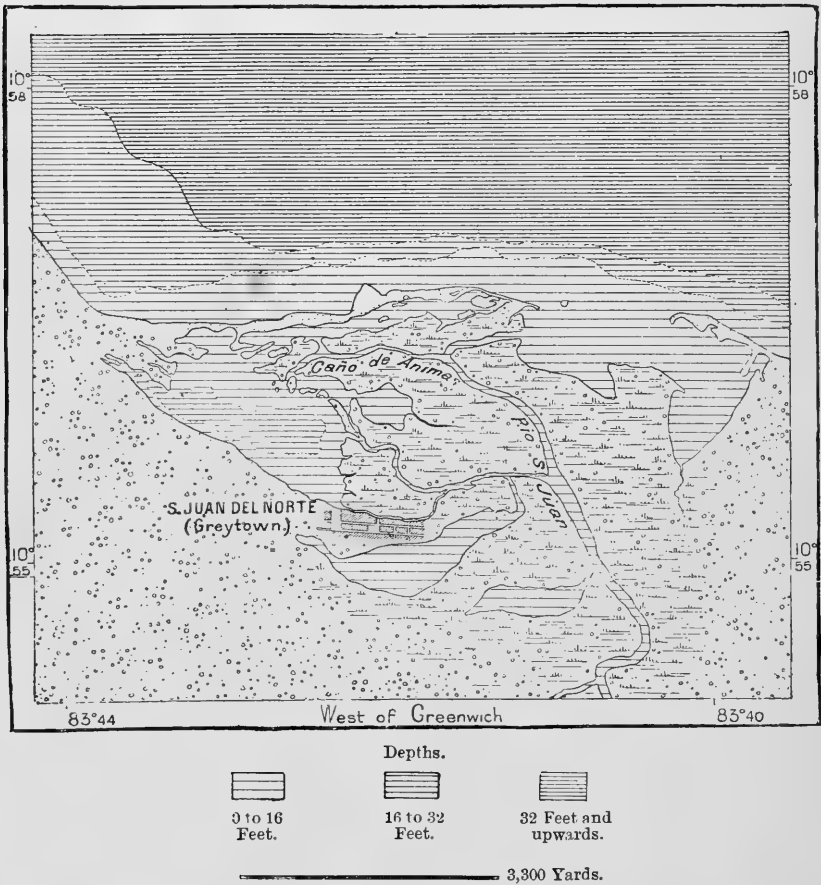 10° 10°
58 58
Caño de Anima
Rio S. Juan
S. JUAN DEL NORTE
(Greytown)
10° 10°
55 55
83°44 West of Greenwich 83°40
Depths.
0 to 16 16 to 32 32 Feet and
Feet. Feet. upwards.
3,300 Yards.